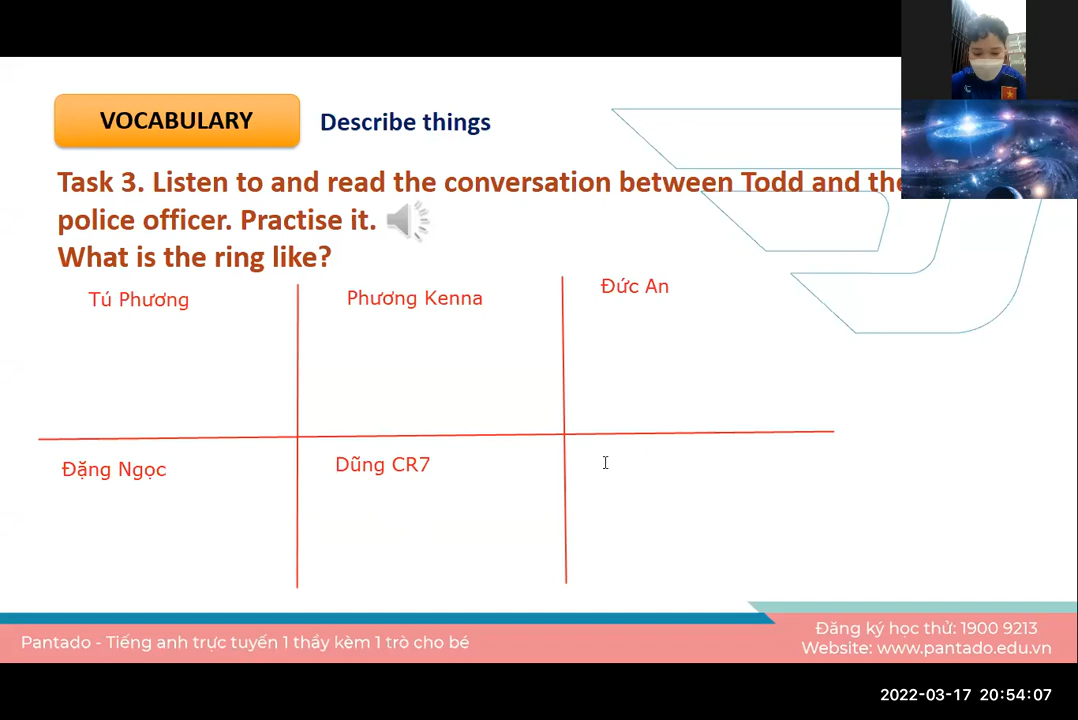 VOCABULARY Describe things
Task 3. Listen to and read the conversation between Todd and the
police officer. Practise it.
What is the ring like?
Tú Phương Phương Kenna Đức An
Đặng Ngọc Dũng CR7
Pantado - Tiếng anh trực tuyến 1 thầy kèm 1 trò cho bé
Đăng ký học thử: 1900 9213
Website: www.pantado.edu.vn
2022-03-17 20:54:07